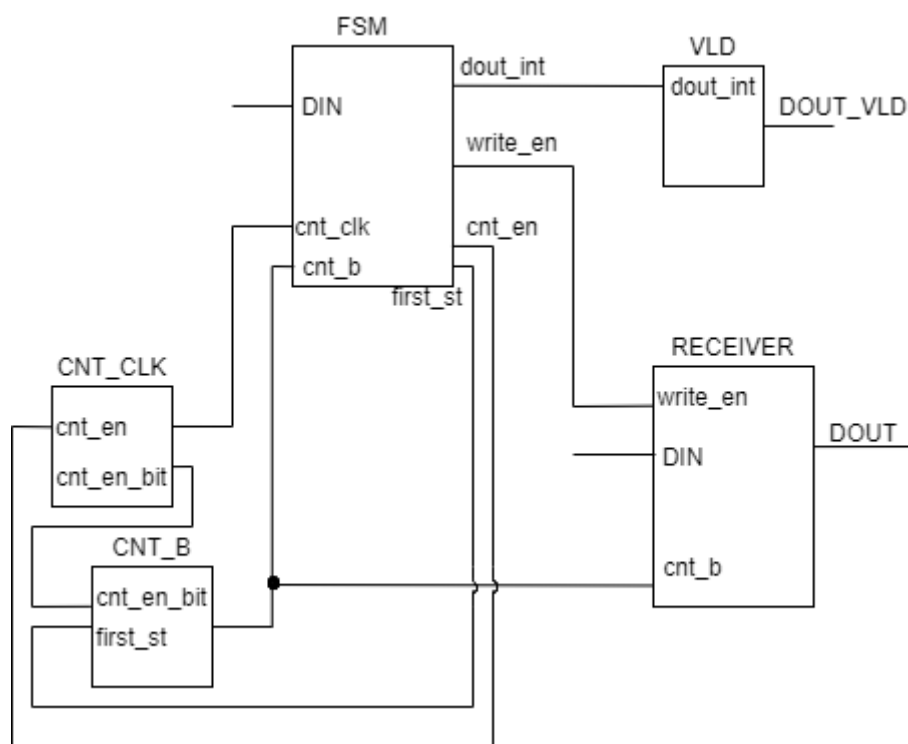 FSM
VLD
dout_int
dout_int
DIN
DOUT_VLD
write_en
cnt_clk
cnt_en
cnt_b
first_st
RECEIVER
CNT_CLK
write_en
cnt_en
DOUT
DIN
cnt_en_bit
CNT_B
cnt_b
cnt_en_bit
first_st